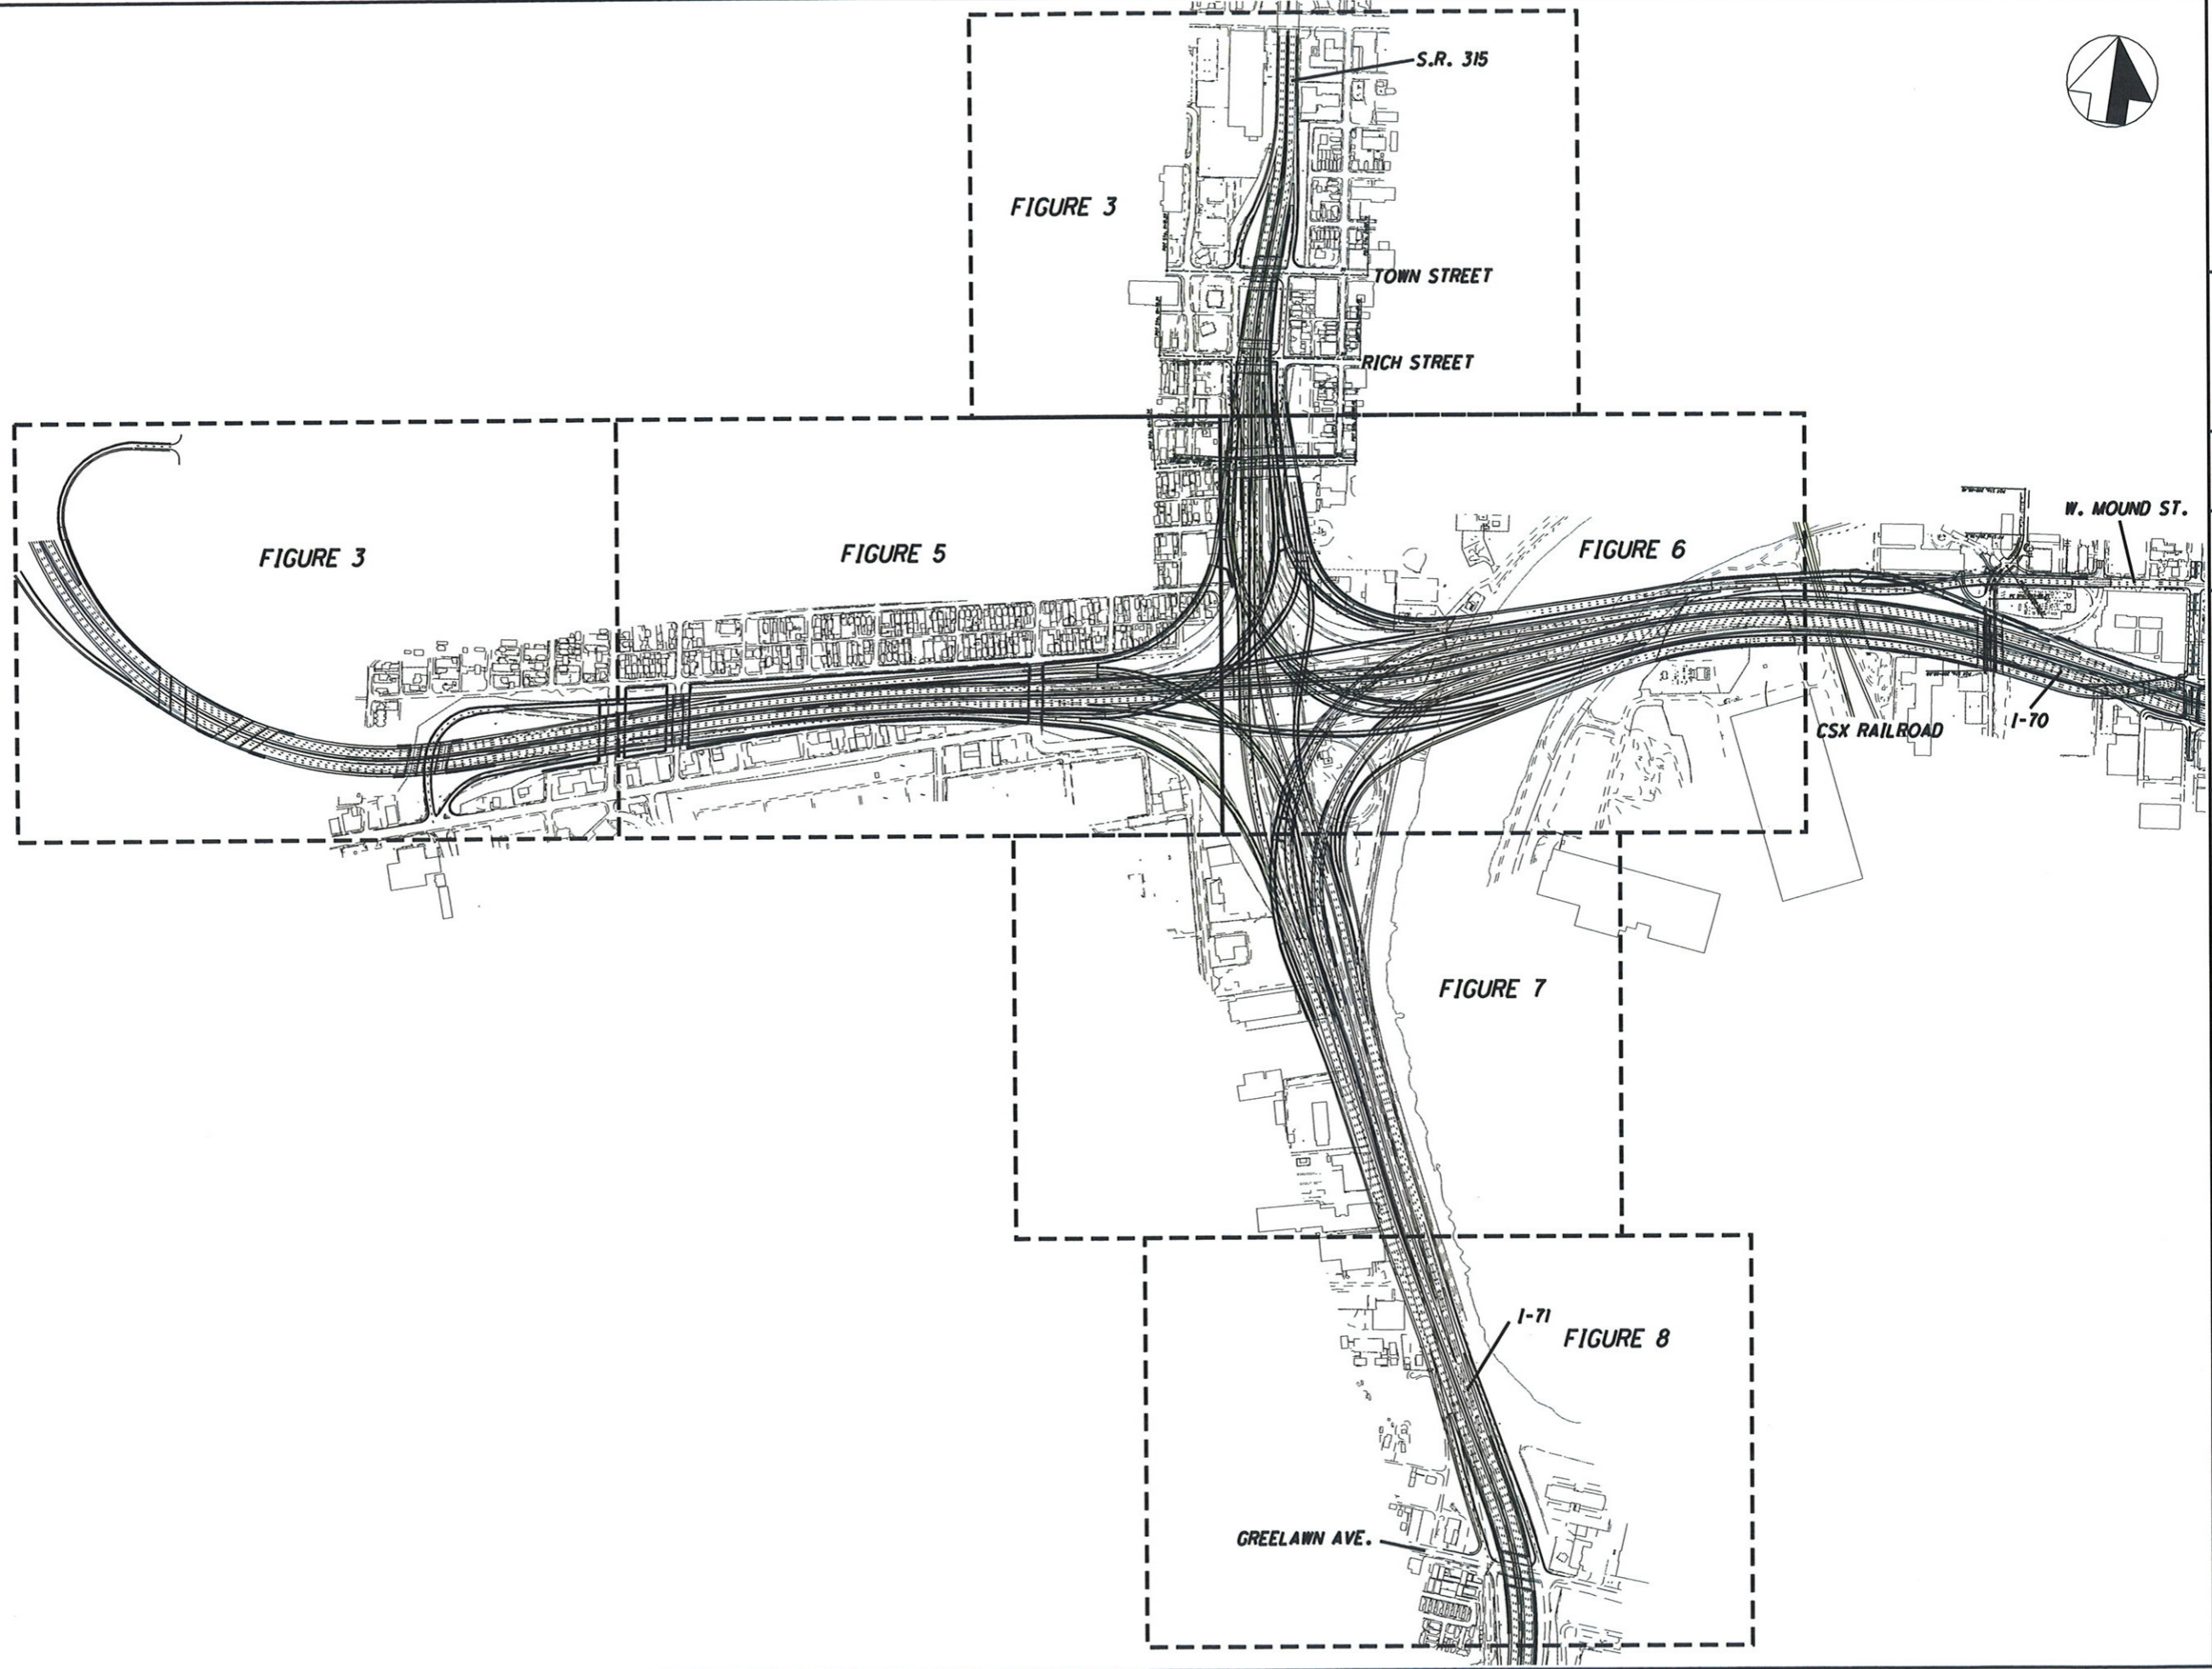 S.R. 315
FIGURE 3
TOWN STREET
RICH STREET
FIGURE 3
FIGURE 5
FIGURE 6
W. MOUND ST.
I-70
CSX RAILROAD
FIGURE 7
I-71
FIGURE 8
GREELAWN AVE.